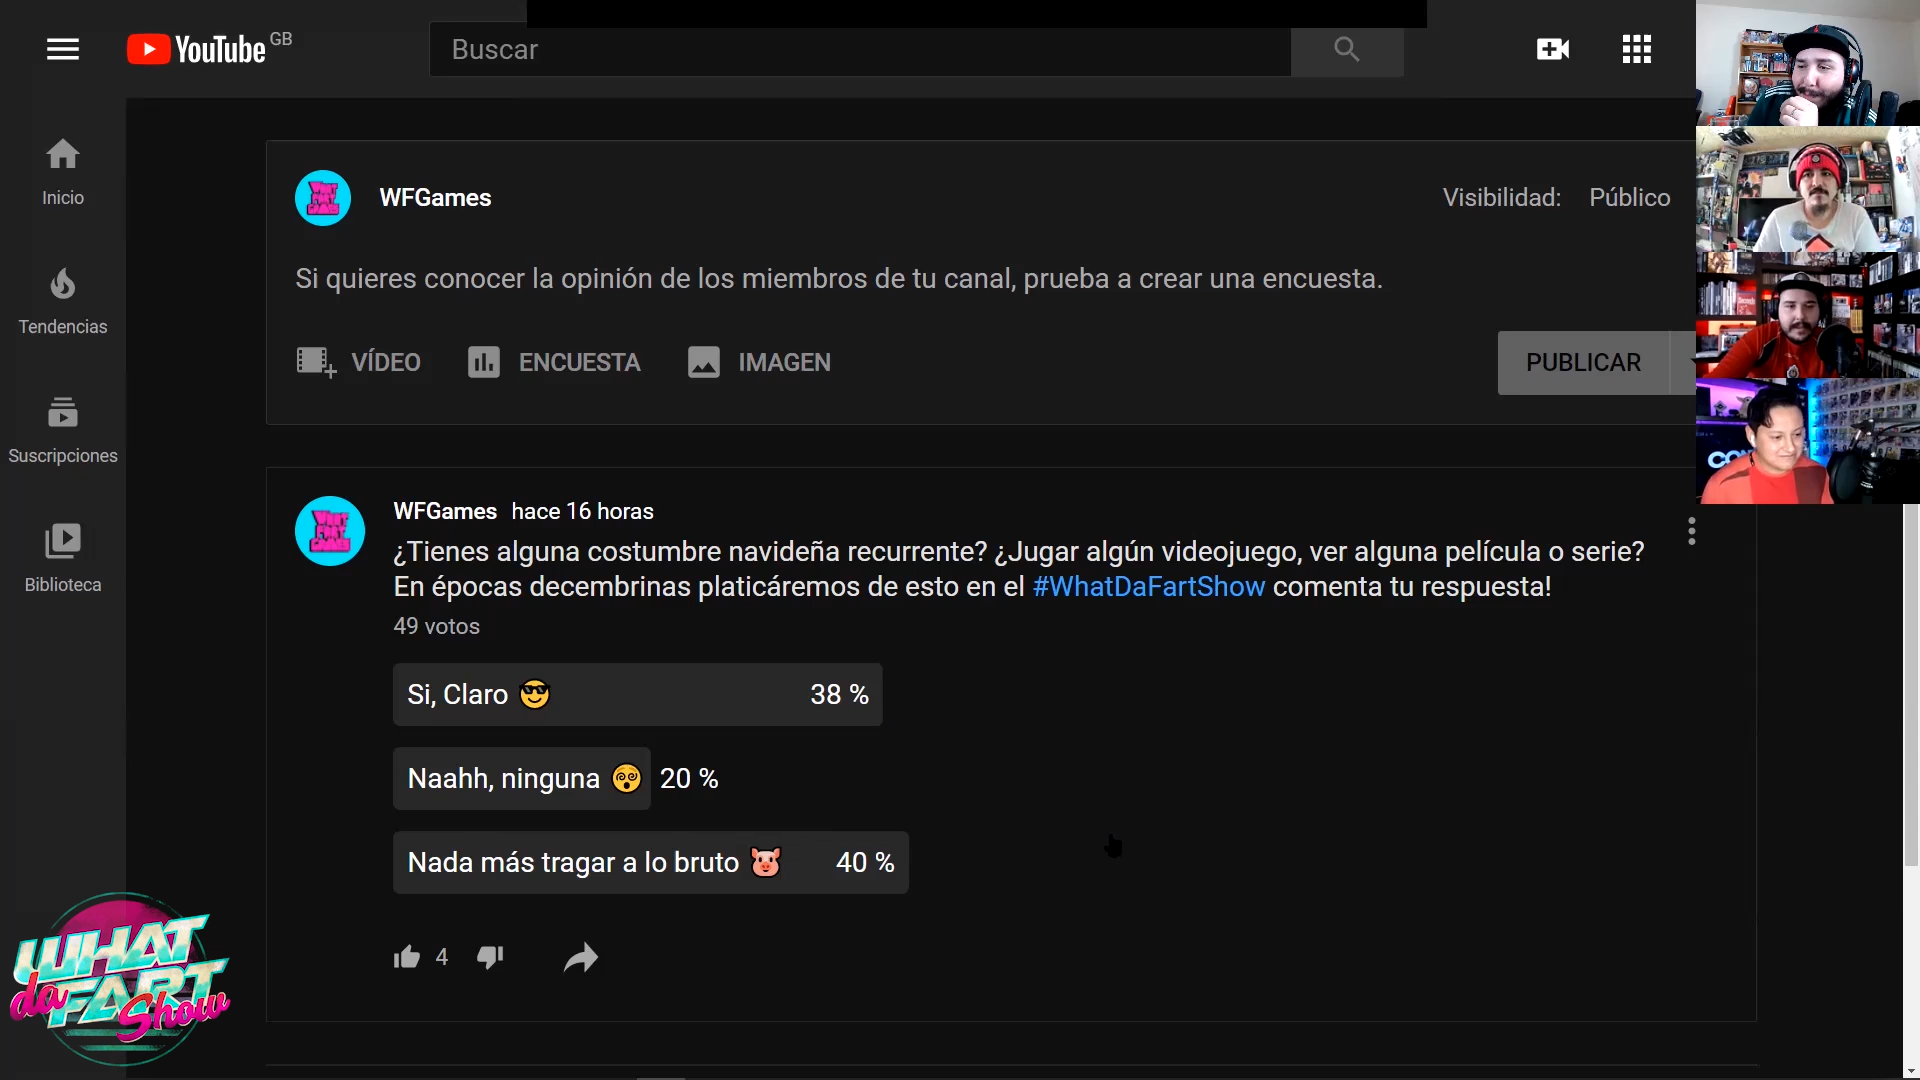 YouTube GB
Buscar
Inicio
Tendencias
Suscripciones
Biblioteca
WFGames
Visibilidad: Público
Si quieres conocer la opinión de los miembros de tu canal, prueba a crear una encuesta.
VÍDEO
ENCUESTA
IMAGEN
PUBLICAR
WFGames hace 16 horas
¿Tienes alguna costumbre navideña recurrente? ¿Jugar algún videojuego, ver alguna película o serie?
En épocas decembrinas platicáremos de esto en el #WhatDaFartShow comenta tu respuesta!
49 votos
Si, Claro 😎 38 %
Naahh, ninguna 😵‍💫 20 %
Nada más tragar a lo bruto 🐷 40 %
4
WHAT
da FART
Show